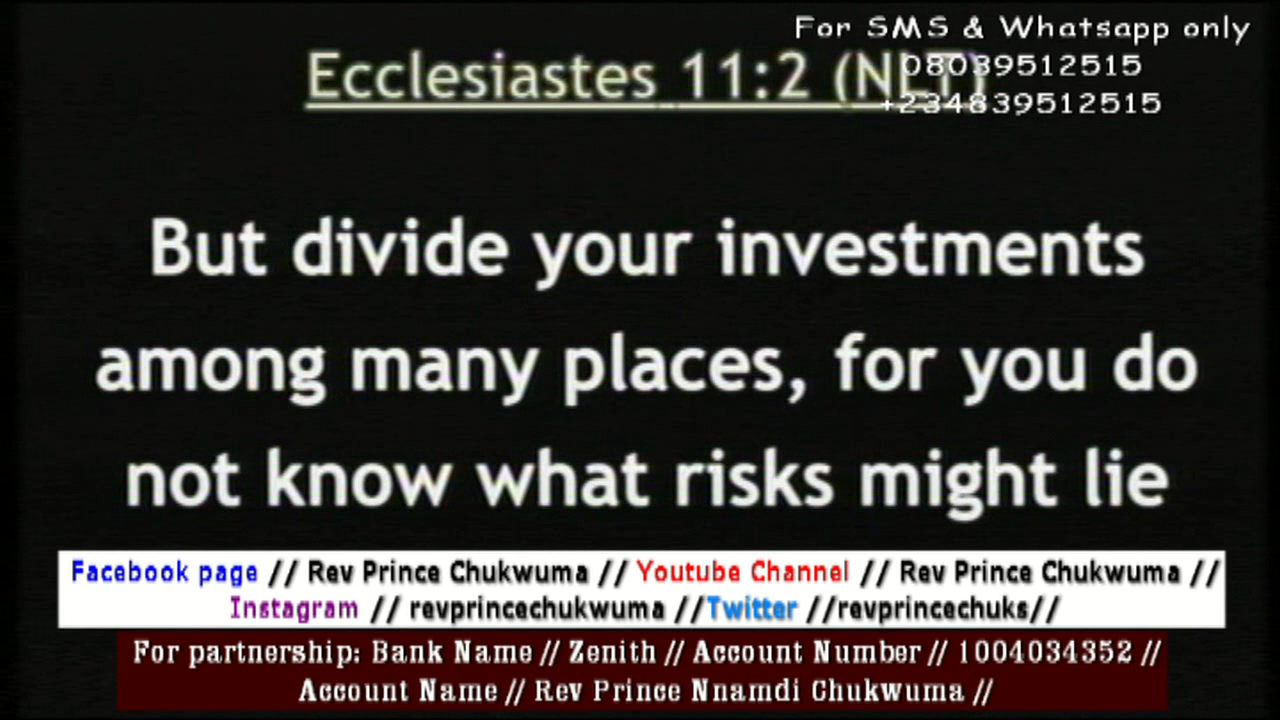 For SMS & Whatsapp only
08039512515
+234839512515
Ecclesiastes 11:2 (NLT)
But divide your investments
among many places, for you do
not know what risks might lie
Facebook page // Rev Prince Chukwuma // Youtube Channel // Rev Prince Chukwuma //
Instagram // revprincechukwuma //Twitter //revprincechuks//
For partnership: Bank Name // Zenith // Account Number // 1004034352 //
Account Name // Rev Prince Nnamdi Chukwuma //